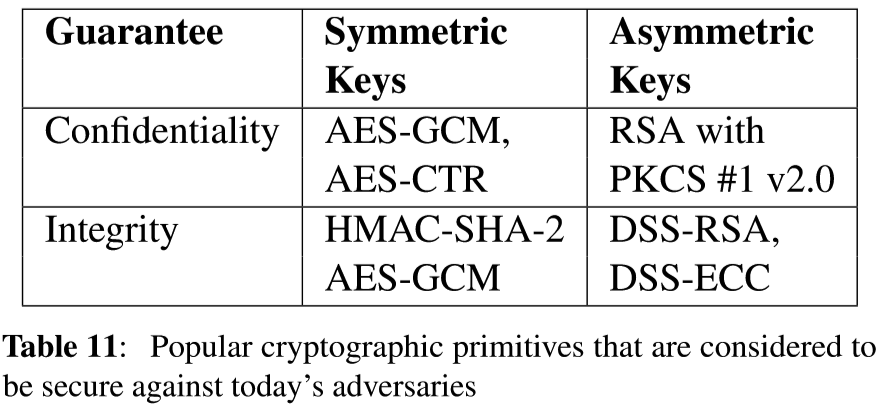 Guarantee Symmetric Keys Asymmetric Keys
Confidentiality AES-GCM, AES-CTR RSA with PKCS #1 v2.0
Integrity HMAC-SHA-2 AES-GCM DSS-RSA, DSS-ECC
Table 11: Popular cryptographic primitives that are considered to
be secure against today's adversaries